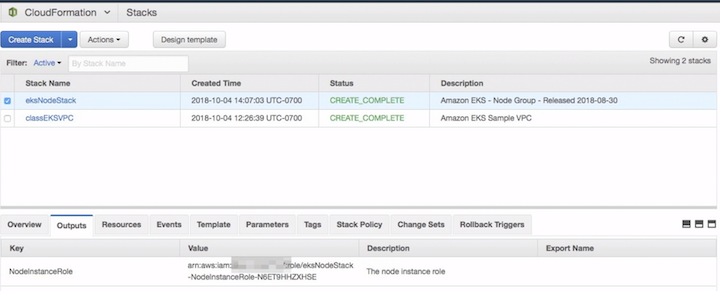 CloudFormation Stacks
Create Stack Actions Design template
Filter: Active By Stack Name Showing 2 stacks
Stack Name Created Time Status Description
eksNodeStack 2018-10-04 14:07:03 UTC-0700 CREATE_COMPLETE Amazon EKS - Node Group - Released 2018-08-30
classEKSVPC 2018-10-04 12:26:39 UTC-0700 CREATE_COMPLETE Amazon EKS Sample VPC
Overview Outputs Resources Events Template Parameters Tags Stack Policy Change Sets Rollback Triggers
Key Value Description Export Name
arn:aws:iam: role/eksNodeStack
NodeInstanceRole The node instance role
-NodeInstanceRole-N6ET9HHZXHSE